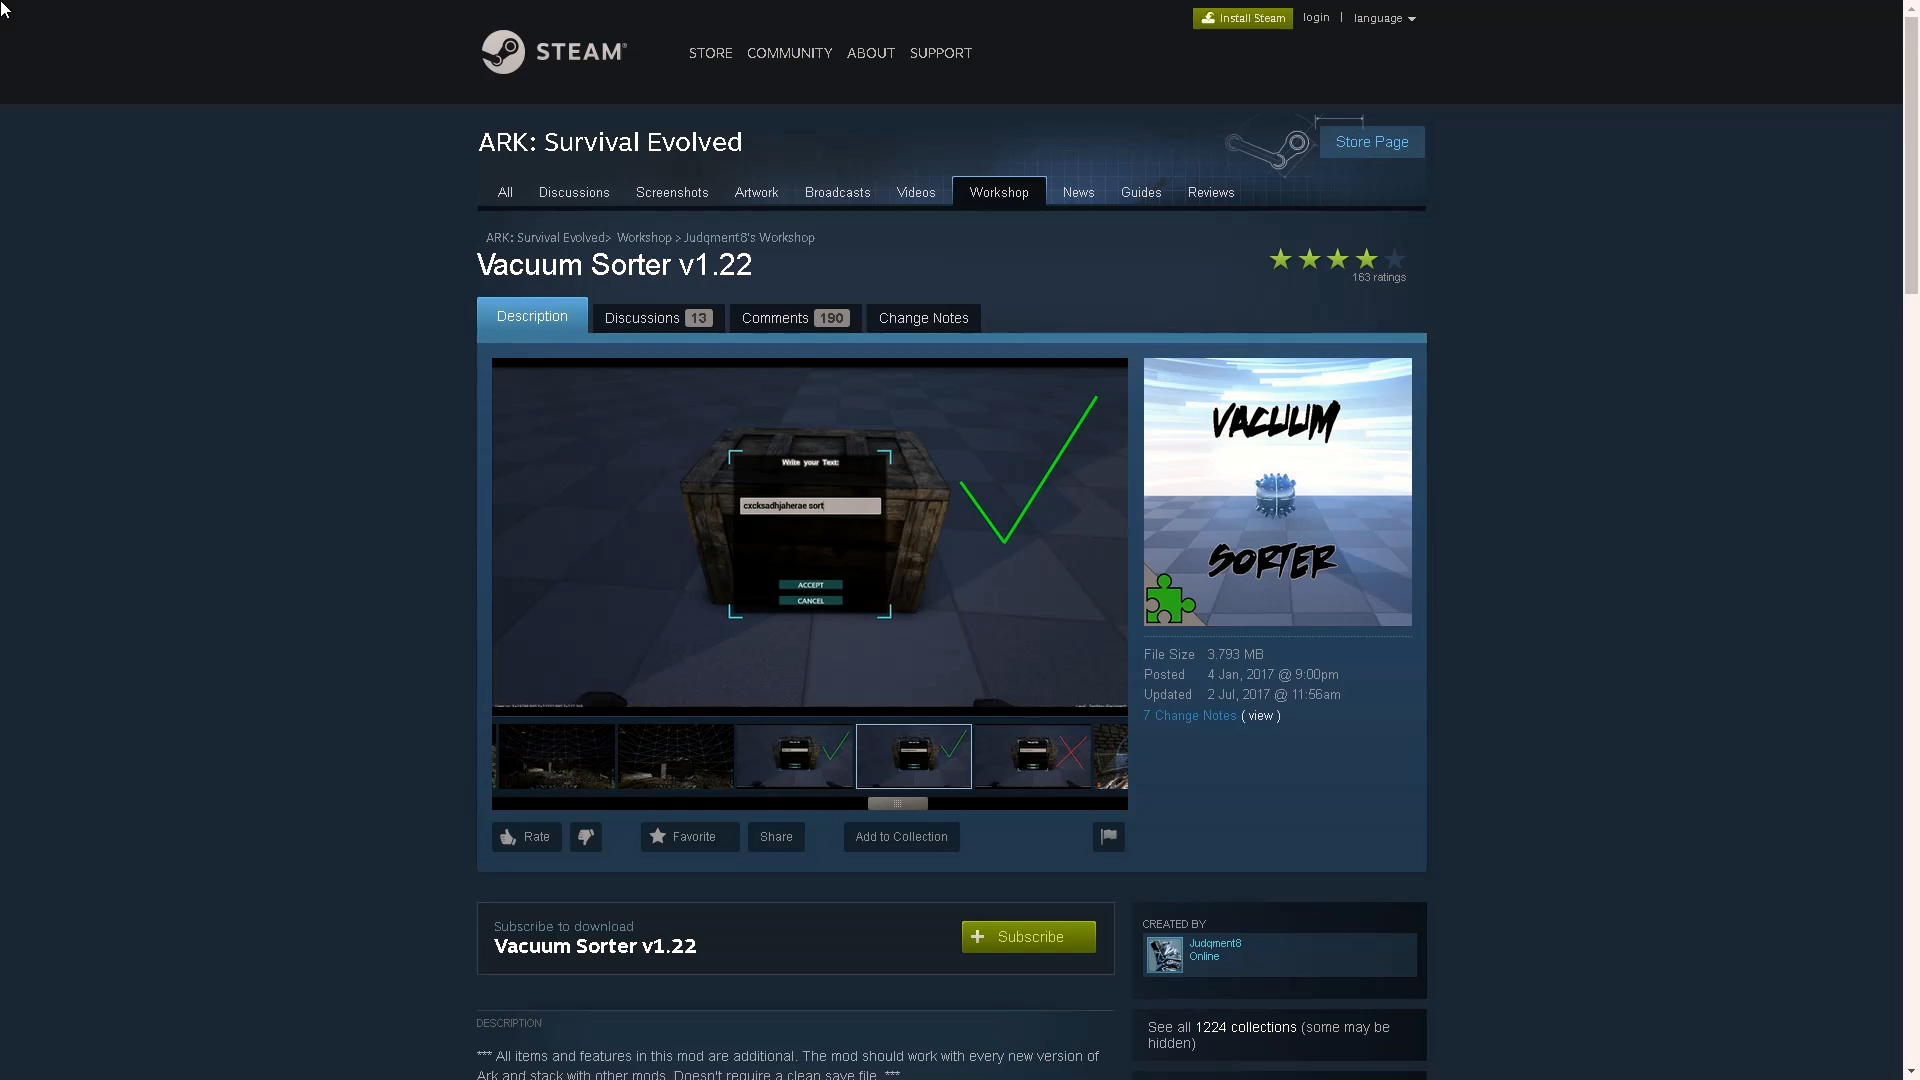 Install Steam
login | language
STEAM®
STORE COMMUNITY ABOUT SUPPORT
ARK: Survival Evolved
Store Page
All Discussions Screenshots Artwork Broadcasts Videos Workshop News Guides Reviews
ARK: Survival Evolved> Workshop > Judqment8's Workshop
Vacuum Sorter v1.22
163 ratings
Description Discussions 13 Comments 190 Change Notes
Write your Text:
cxcksadhjaherae sort
ACCEPT
CANCEL
VACUUM
SORTER
File Size 3.793 MB
Posted 4 Jan, 2017 @ 9:00pm
Updated 2 Jul, 2017 @ 11:56am
7 Change Notes ( view )
Rate Favorite Share Add to Collection
Subscribe to download
Vacuum Sorter v1.22
Subscribe
CREATED BY
Judqment8
Online
See all 1224 collections (some may be
hidden)
DESCRIPTION
*** All items and features in this mod are additional. The mod should work with every new version of
Ark and stack with other mods. Doesn't require a clean save file. ***